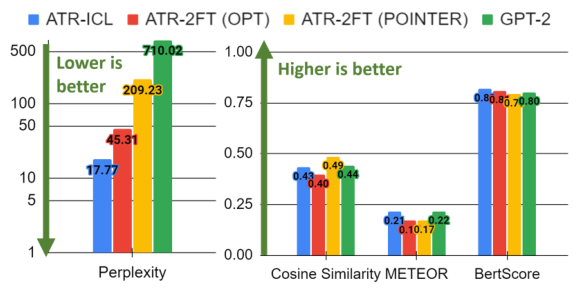 ATR-ICL ATR-2FT (OPT) ATR-2FT (POINTER) GPT-2
500
100
50
10
5
1
Lower is
better
17.77
45.31
209.23
710.02
Perplexity
1.00
0.75
0.50
0.25
0.00
Higher is better
0.43
0.40
0.49
0.44
Cosine Similarity
0.21
0.17
0.22
METEOR
0.80
BertScore